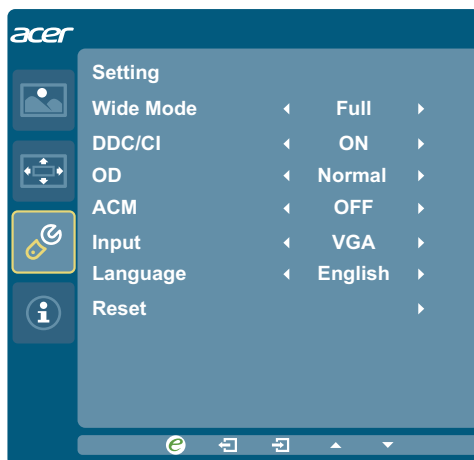 acer
Setting
Wide Mode Full
DDC/CI ON
OD Normal
ACM OFF
Input VGA
Language English
Reset
e